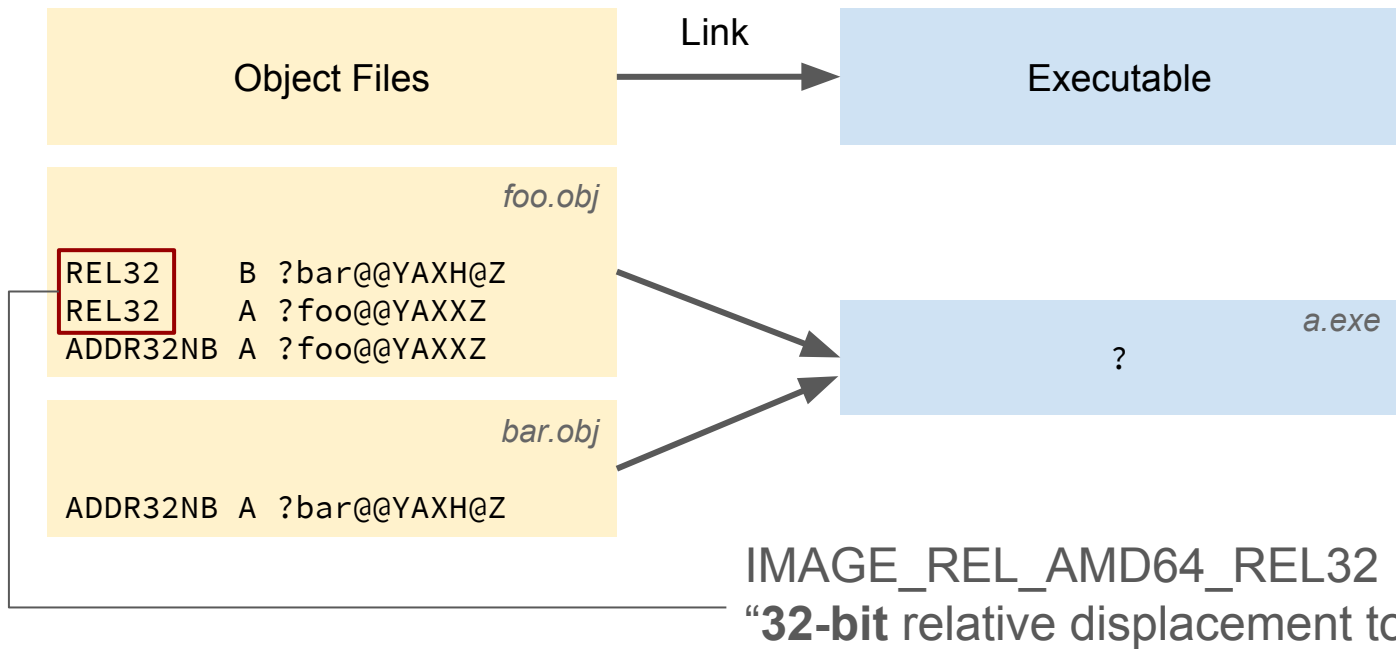 Object Files
Link
Executable
foo.obj
REL32 B ?bar@@YAXH@Z
REL32 A ?foo@@YAXXZ
ADDR32NB A ?foo@@YAXXZ
a.exe
?
bar.obj
ADDR32NB A ?bar@@YAXH@Z
IMAGE_REL_AMD64_REL32
“32-bit relative displacement to